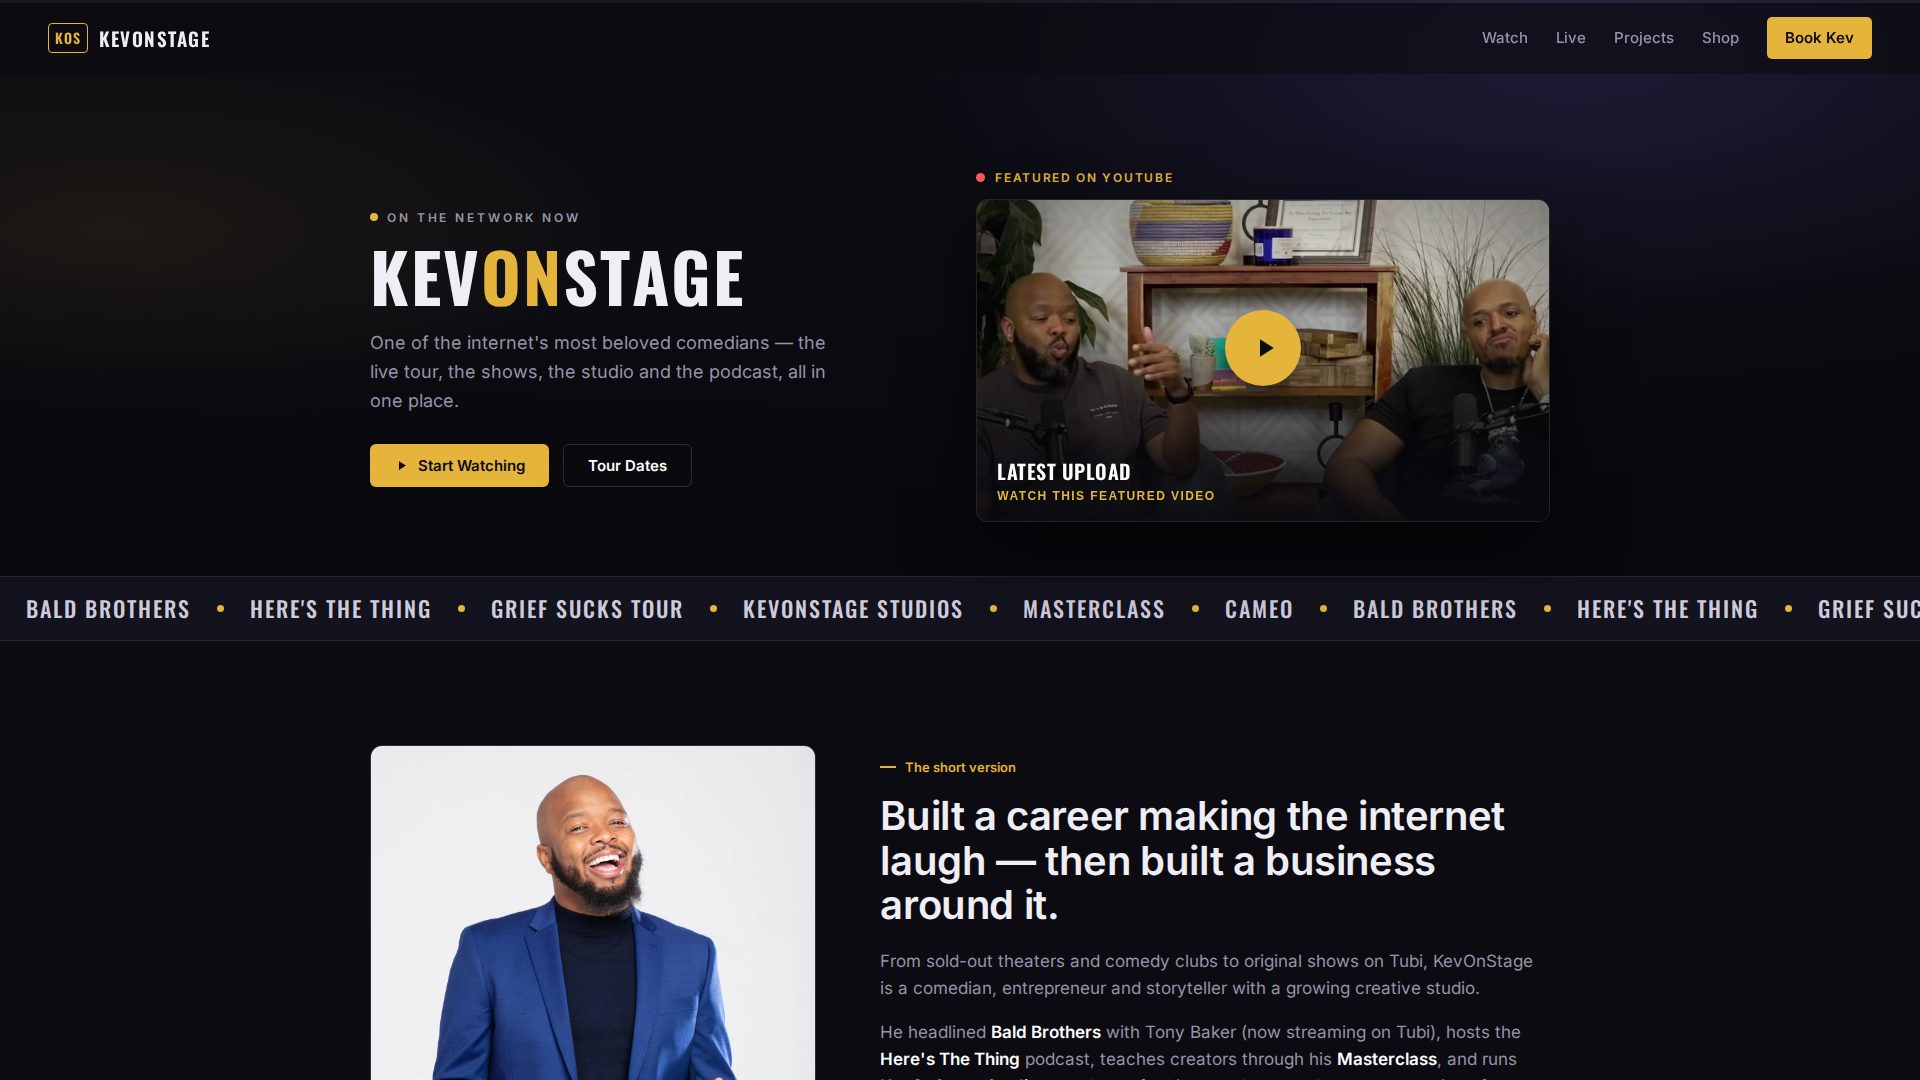 KOS KEVONSTAGE
Watch Live Projects Shop Book Kev
ON THE NETWORK NOW
KEVONSTAGE
One of the internet's most beloved comedians — the
live tour, the shows, the studio and the podcast, all in
one place.
Start Watching Tour Dates
FEATURED ON YOUTUBE
LATEST UPLOAD
WATCH THIS FEATURED VIDEO
BALD BROTHERS • HERE'S THE THING • GRIEF SUCKS TOUR • KEVONSTAGE STUDIOS • MASTERCLASS • CAMEO • BALD BROTHERS • HERE'S THE THING • GRIEF SUC
The short version
Built a career making the internet
laugh — then built a business
around it.
From sold-out theaters and comedy clubs to original shows on Tubi, KevOnStage
is a comedian, entrepreneur and storyteller with a growing creative studio.
He headlined Bald Brothers with Tony Baker (now streaming on Tubi), hosts the
Here's The Thing podcast, teaches creators through his Masterclass, and runs